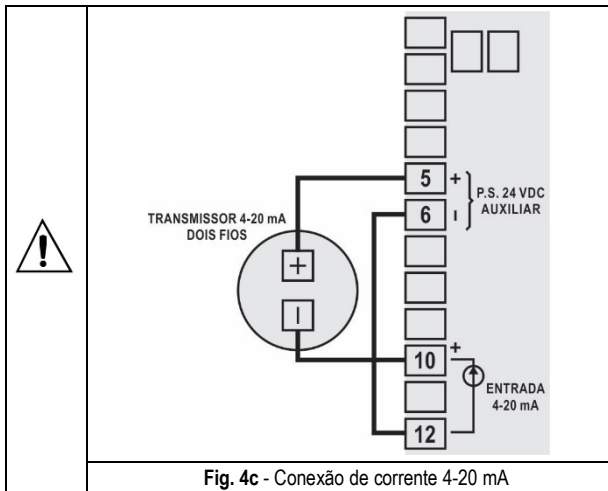 5 +
P.S. 24 VDC
AUXILIAR
6 -
TRANSMISSOR 4-20 mA
DOIS FIOS
+
-
10 +
ENTRADA
4-20 mA
12
Fig. 4c - Conexão de corrente 4-20 mA